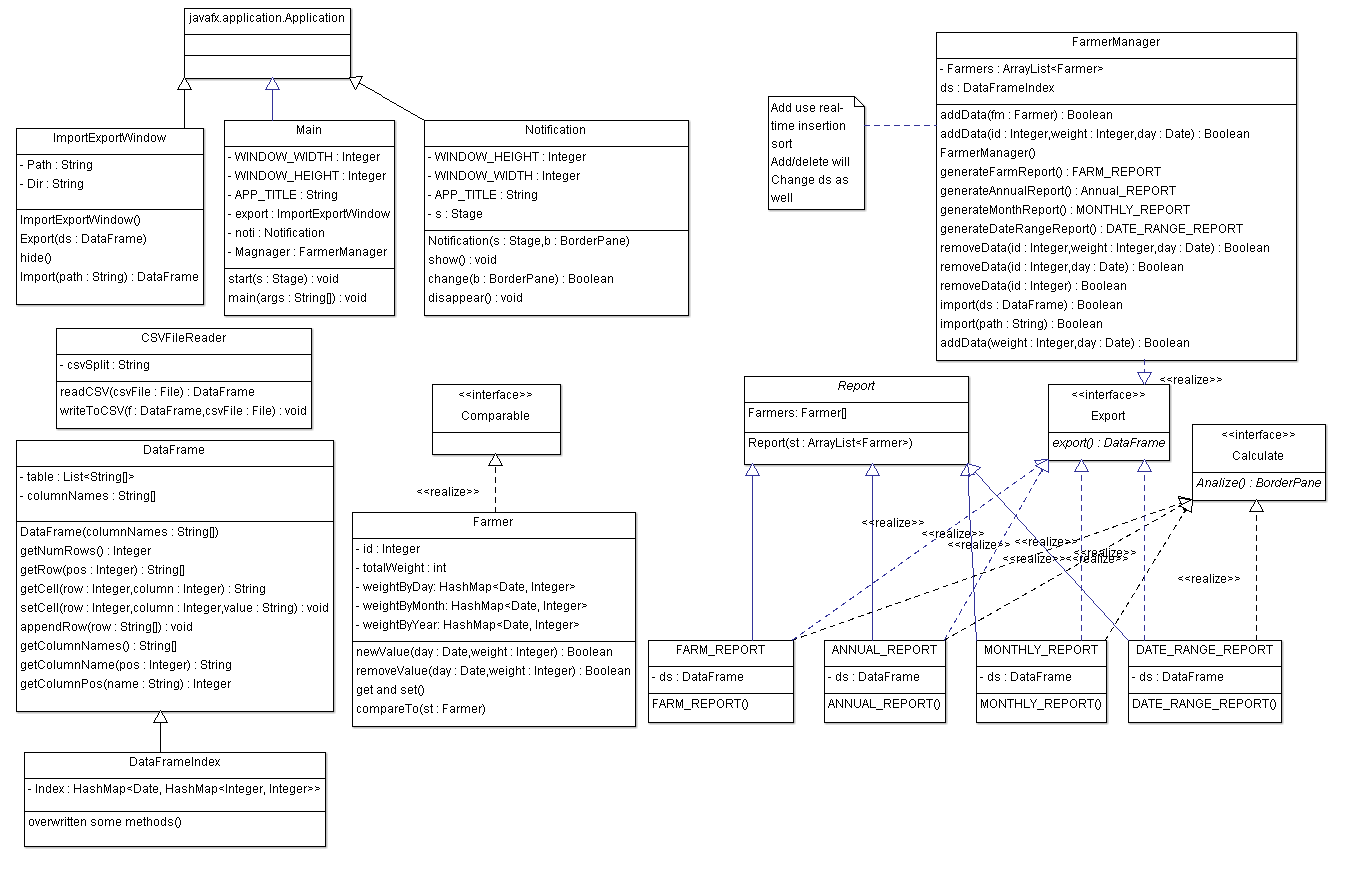 javafx.application.Application
ImportExportWindow
- Path : String
- Dir : String
ImportExportWindow()
Export(ds : DataFrame)
hide()
Import(path : String) : DataFrame
Main
- WINDOW_WIDTH : Integer
- WINDOW_HEIGHT : Integer
- APP_TITLE : String
- export : ImportExportWindow
- noti : Notification
- Magnager : FarmerManager
start(s : Stage) : void
main(args : String[]) : void
Notification
- WINDOW_HEIGHT : Integer
- WINDOW_WIDTH : Integer
- APP_TITLE : String
- s : Stage
Notification(s : Stage,b : BorderPane)
show() : void
change(b : BorderPane) : Boolean
disappear() : void
Add use real-
time insertion
sort
Add/delete will
Change ds as
well
FarmerManager
- Farmers : ArrayList<Farmer>
ds : DataFrameIndex
addData(fm : Farmer) : Boolean
addData(id : Integer,weight : Integer,day : Date) : Boolean
FarmerManager()
generateFarmReport() : FARM_REPORT
generateAnnualReport() : Annual_REPORT
generateMonthReport() : MONTHLY_REPORT
generateDateRangeReport() : DATE_RANGE_REPORT
removeData(id : Integer,weight : Integer,day : Date) : Boolean
removeData(id : Integer,day : Date) : Boolean
removeData(id : Integer) : Boolean
import(ds : DataFrame) : Boolean
import(path : String) : Boolean
addData(weight : Integer,day : Date) : Boolean
CSVFileReader
- csvSplit : String
readCSV(csvFile : File) : DataFrame
writeToCSV(f : DataFrame,csvFile : File) : void
<<interface>>
Comparable
<<realize>>
Report
Farmers: Farmer[]
Report(st : ArrayList<Farmer>)
<<realize>>
<<interface>>
Export
export() : DataFrame
<<interface>>
Calculate
Analize() : BorderPane
DataFrame
- table : List<String[]>
- columnNames : String[]
DataFrame(columnNames : String[])
getNumRows() : Integer
getRow(pos : Integer) : String[]
getCell(row : Integer,column : Integer) : String
setCell(row : Integer,column : Integer,value : String) : void
appendRow(row : String[]) : void
getColumnNames() : String[]
getColumnName(pos : Integer) : String
getColumnPos(name : String) : Integer
Farmer
- id : Integer
- totalWeight : int
- weightByDay: HashMap<Date, Integer>
- weightByMonth: HashMap<Date, Integer>
- weightByYear: HashMap<Date, Integer>
newValue(day : Date,weight : Integer) : Boolean
removeValue(day : Date,weight : Integer) : Boolean
get and set()
compareTo(st : Farmer)
<<realize>>
<<realize>>
<<realize>>
<<realize>>
<<realize>>
<<realize>>
<<realize>>
<<realize>>
FARM_REPORT
- ds : DataFrame
FARM_REPORT()
ANNUAL_REPORT
- ds : DataFrame
ANNUAL_REPORT()
MONTHLY_REPORT
- ds : DataFrame
MONTHLY_REPORT()
DATE_RANGE_REPORT
- ds : DataFrame
DATE_RANGE_REPORT()
DataFrameIndex
- Index : HashMap<Date, HashMap<Integer, Integer>>
overwritten some methods()